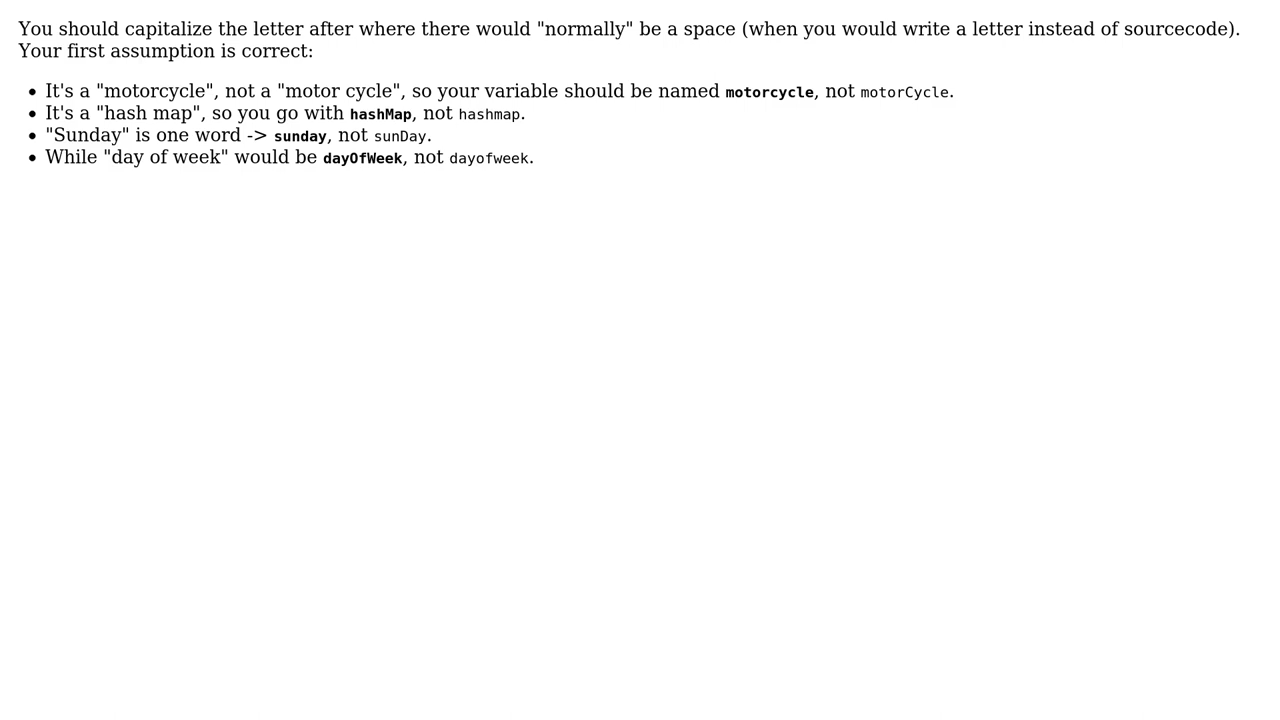 You should capitalize the letter after where there would "normally" be a space (when you would write a letter instead of sourcecode).
Your first assumption is correct:
• It's a "motorcycle", not a "motor cycle", so your variable should be named motorcycle, not motorCycle.
• It's a "hash map", so you go with hashMap, not hashmap.
• "Sunday" is one word -> sunday, not sunDay.
• While "day of week" would be dayOfWeek, not dayofweek.